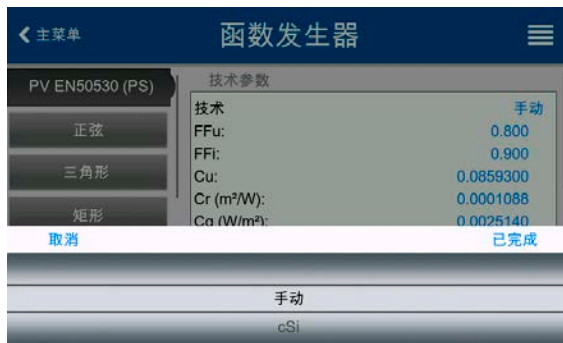 主菜单
函数发生器
PV EN50530 (PS)
正弦
三角形
矩形
技术参数
技术 手动
FFu: 0.800
FFi: 0.900
Cu: 0.0859300
Cr (m²/W): 0.0001088
Cg (W/m²): 0.0025140
取消 已完成
手动
cSi